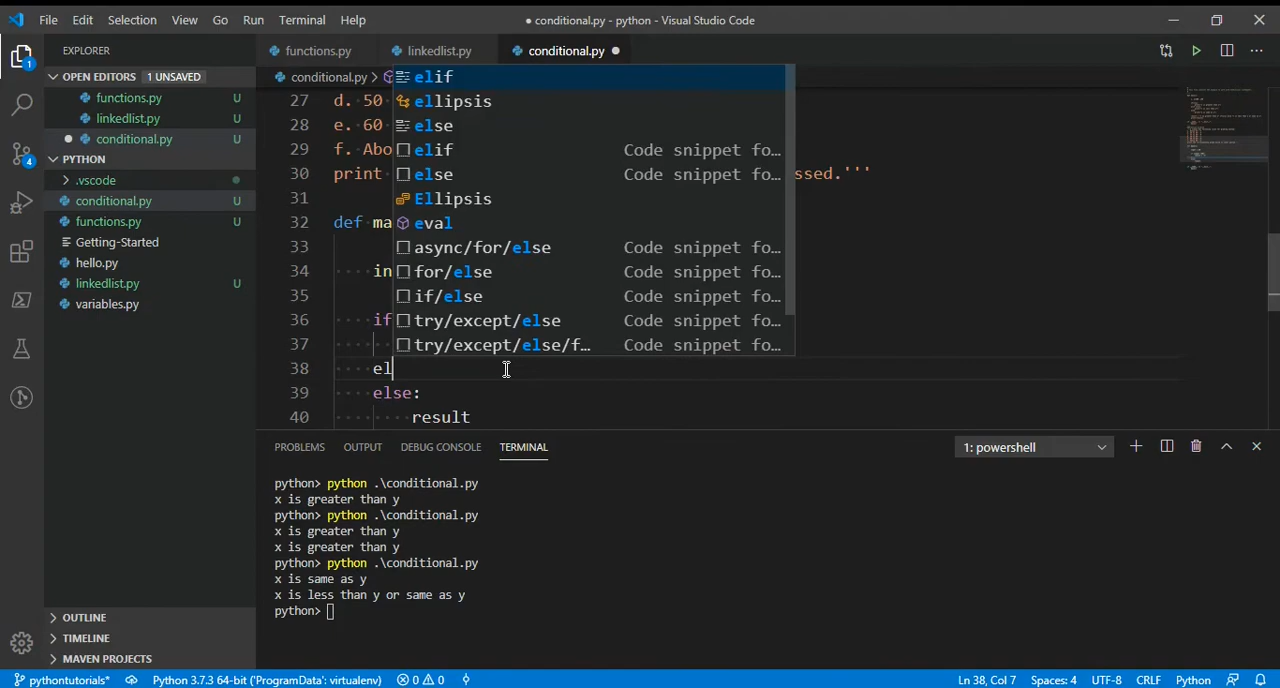 File Edit Selection View Go Run Terminal Help
● conditional.py - python - Visual Studio Code
EXPLORER
functions.py
linkedlist.py
conditional.py ●
OPEN EDITORS 1 UNSAVED
functions.py U
linkedlist.py U
● conditional.py U
PYTHON
.vscode
conditional.py U
functions.py U
Getting-Started
hello.py
linkedlist.py U
variables.py
OUTLINE
TIMELINE
MAVEN PROJECTS
conditional.py >
27 d. 50
28 e. 60
29 f. Abo
30 print ssed.'''
31
32 def ma
33
34 in
35
36 if
37
38 el
39 else:
40 result
elif
ellipsis
else
elif Code snippet fo…
else Code snippet fo…
Ellipsis
eval
async/for/else Code snippet fo…
for/else Code snippet fo…
if/else Code snippet fo…
try/except/else Code snippet fo…
try/except/else/f… Code snippet fo…
PROBLEMS OUTPUT DEBUG CONSOLE TERMINAL
1: powershell
python> python .\conditional.py
x is greater than y
python> python .\conditional.py
x is greater than y
x is greater than y
python> python .\conditional.py
x is same as y
x is less than y or same as y
python>
pythontutorials* Python 3.7.3 64-bit ('ProgramData': virtualenv) 0 0
Ln 38, Col 7 Spaces: 4 UTF-8 CRLF Python